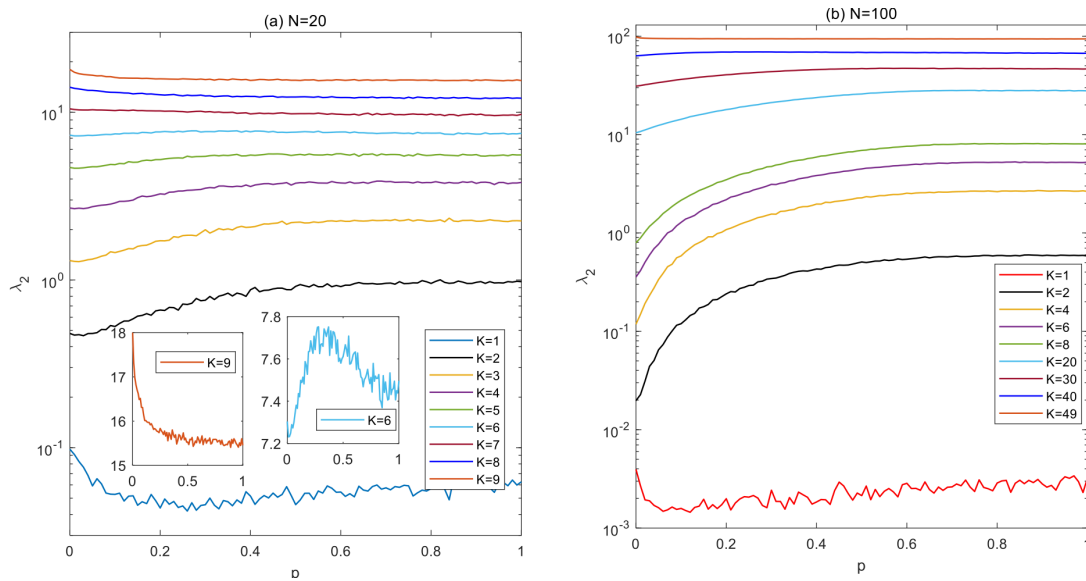 (a) N=20
λ2
10^1
10^0
10^-1
0 0.2 0.4 0.6 0.8 1
p
18
17
16
15
0 0.5 1
K=9
7.8
7.6
7.4
7.2
0 0.5 1
K=6
K=1
K=2
K=3
K=4
K=5
K=6
K=7
K=8
K=9
(b) N=100
λ2
10^2
10^1
10^0
10^-1
10^-2
10^-3
0 0.2 0.4 0.6 0.8 1
p
K=1
K=2
K=4
K=6
K=8
K=20
K=30
K=40
K=49